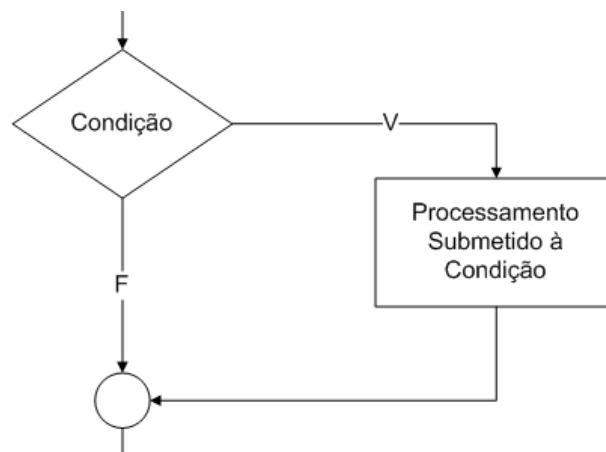 Condição
V
Processamento
Submetido à
Condição
F